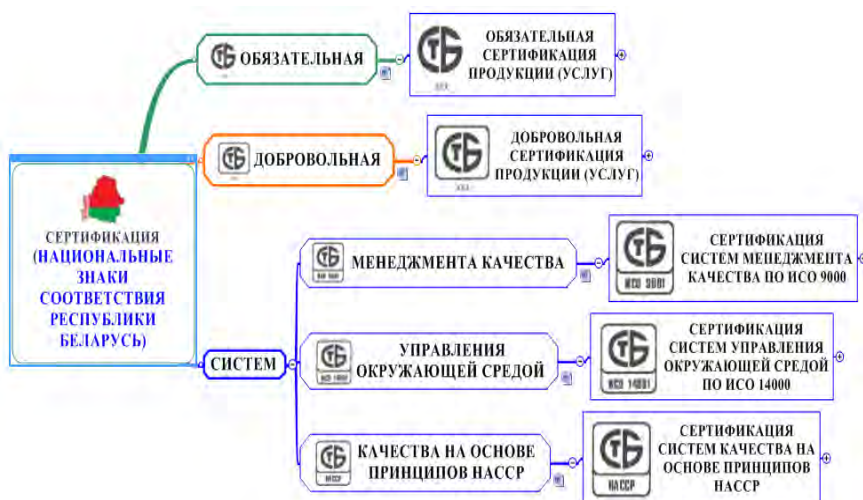 ОБЯЗАТЕЛЬНАЯ
ОБЯЗАТЕЛЬНАЯ
СЕРТИФИКАЦИЯ
ПРОДУКЦИИ (УСЛУГ)
ДОБРОВОЛЬНАЯ
ДОБРОВОЛЬНАЯ
СЕРТИФИКАЦИЯ
ПРОДУКЦИИ (УСЛУГ)
СЕРТИФИКАЦИЯ
(НАЦИОНАЛЬНЫЕ
ЗНАКИ
СООТВЕТСТВИЯ
РЕСПУБЛИКИ
БЕЛАРУСЬ)
СИСТЕМ
МЕНЕДЖМЕНТА КАЧЕСТВА
ИСО 9001
СЕРТИФИКАЦИЯ
СИСТЕМ МЕНЕДЖМЕНТА
КАЧЕСТВА ПО ИСО 9000
УПРАВЛЕНИЯ
ОКРУЖАЮЩЕЙ СРЕДОЙ
ИСО 14001
СЕРТИФИКАЦИЯ
СИСТЕМ УПРАВЛЕНИЯ
ОКРУЖАЮЩЕЙ СРЕДОЙ
ПО ИСО 14000
НАССР
КАЧЕСТВА НА ОСНОВЕ
ПРИНЦИПОВ НАССР
НАССР
СЕРТИФИКАЦИЯ
СИСТЕМ КАЧЕСТВА НА
ОСНОВЕ ПРИНЦИПОВ
НАССР